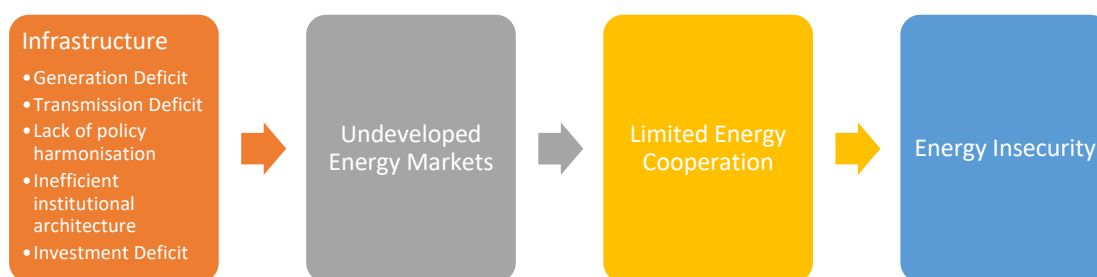 Infrastructure
•Generation Deficit
•Transmission Deficit
•Lack of policy
harmonisation
•Inefficient
institutional
architecture
•Investment Deficit
Undeveloped
Energy Markets
Limited Energy
Cooperation
Energy Insecurity